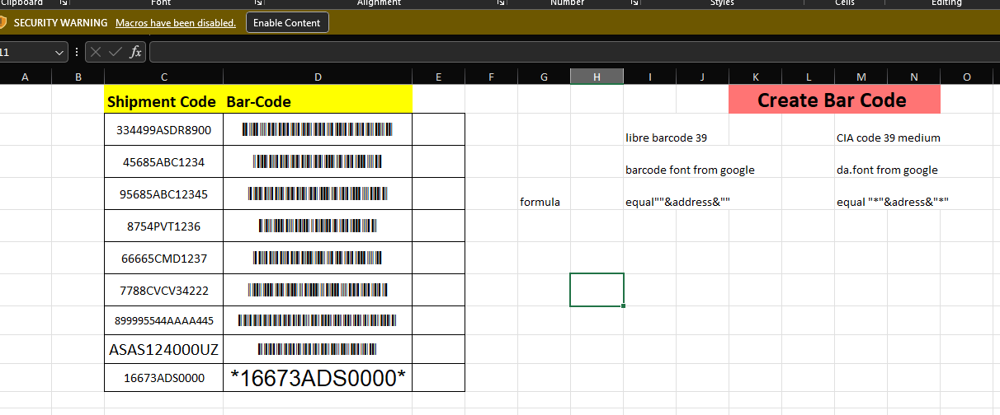 Clipboard Font Alignment Number Styles Cells Editing
SECURITY WARNING Macros have been disabled. Enable Content
11 fx
A B C D E F G H I J K L M N O
Shipment Code Bar-Code Create Bar Code
334499ASDR8900 libre barcode 39 CIA code 39 medium
45685ABC1234 barcode font from google da.font from google
95685ABC12345 formula equal""&address&"" equal "*"&adress&"*"
8754PVT1236
66665CMD1237
7788CVCV34222
899995544AAAA445
ASAS124000UZ
16673ADS0000 *16673ADS0000*